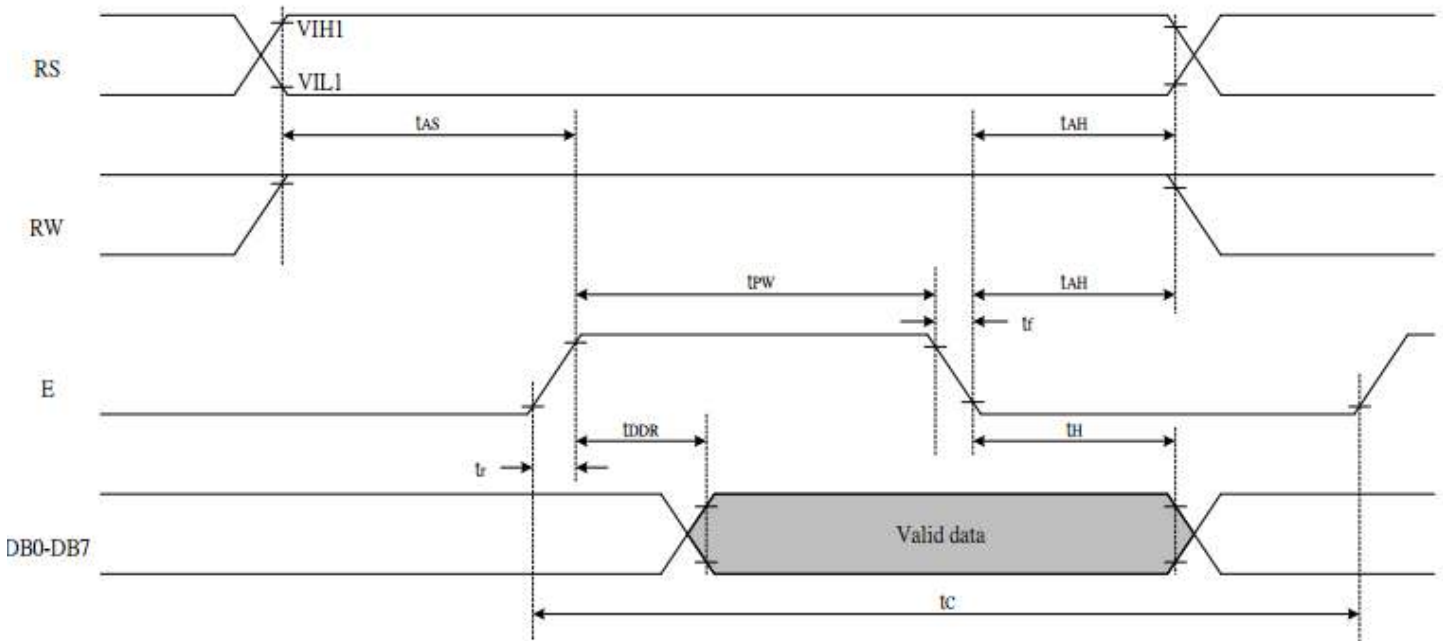 VIH1
RS
VIL1
tAS
tAH
RW
tPW
tAH
tf
E
tDDR
tH
tr
Valid data
DB0-DB7
tC